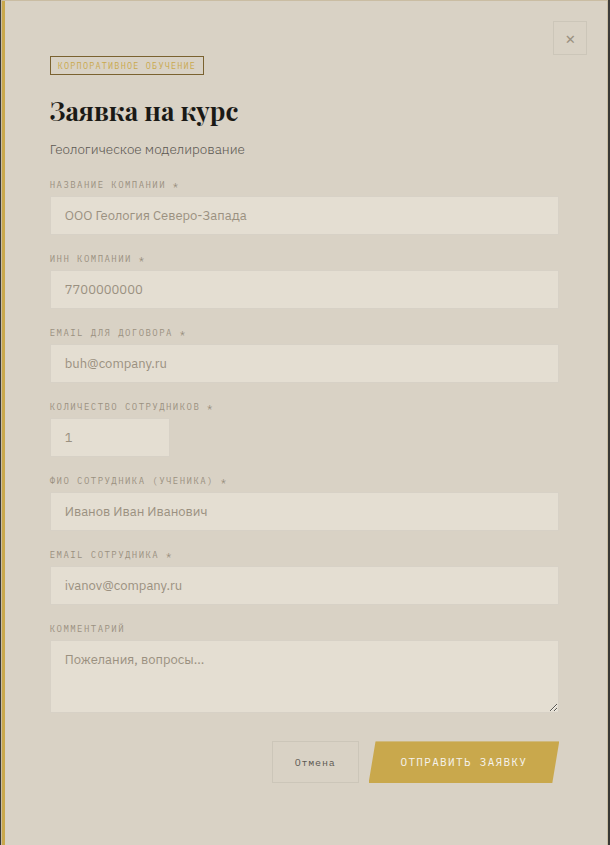 ×
КОРПОРАТИВНОЕ ОБУЧЕНИЕ
Заявка на курс
Геологическое моделирование
НАЗВАНИЕ КОМПАНИИ *
ООО Геология Северо-Запада
ИНН КОМПАНИИ *
7700000000
EMAIL ДЛЯ ДОГОВОРА *
buh@company.ru
КОЛИЧЕСТВО СОТРУДНИКОВ *
1
ФИО СОТРУДНИКА (УЧЕНИКА) *
Иванов Иван Иванович
EMAIL СОТРУДНИКА *
ivanov@company.ru
КОММЕНТАРИЙ
Пожелания, вопросы...
Отмена
ОТПРАВИТЬ ЗАЯВКУ